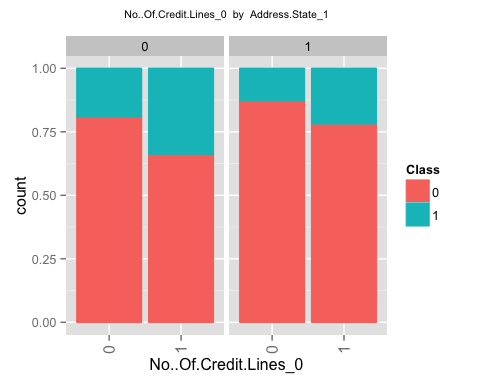 No..Of.Credit.Lines_0 by Address.State_1
0 1
1.00
0.75
0.50
0.25
0.00
count
0 1 0 1
No..Of.Credit.Lines_0
Class
0
1